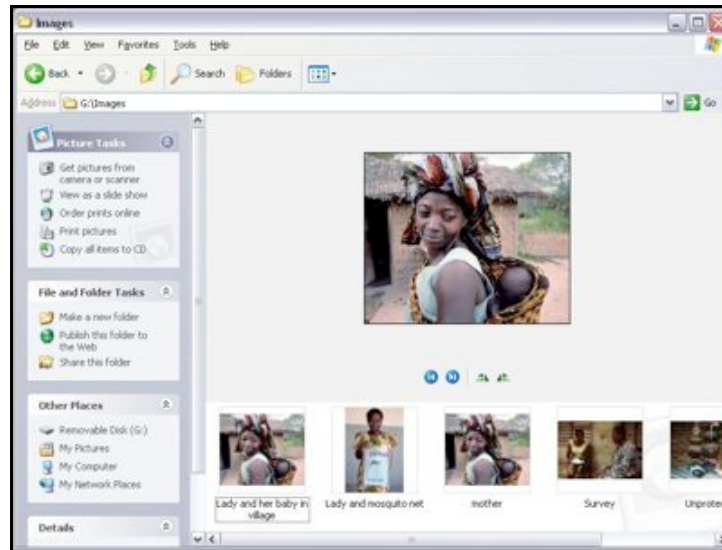 Images
File Edit View Favorites Tools Help
Back Search Folders
Address G:\Images Go
Picture Tasks
Get pictures from
camera or scanner
View as a slide show
Order prints online
Print pictures
Copy all items to CD
File and Folder Tasks
Make a new folder
Publish this folder to
the Web
Share this folder
Other Places
Removable Disk (G:)
My Pictures
My Computer
My Network Places
Details
Lady and her baby in
village
Lady and mosquito net
mother
Survey
Unprote